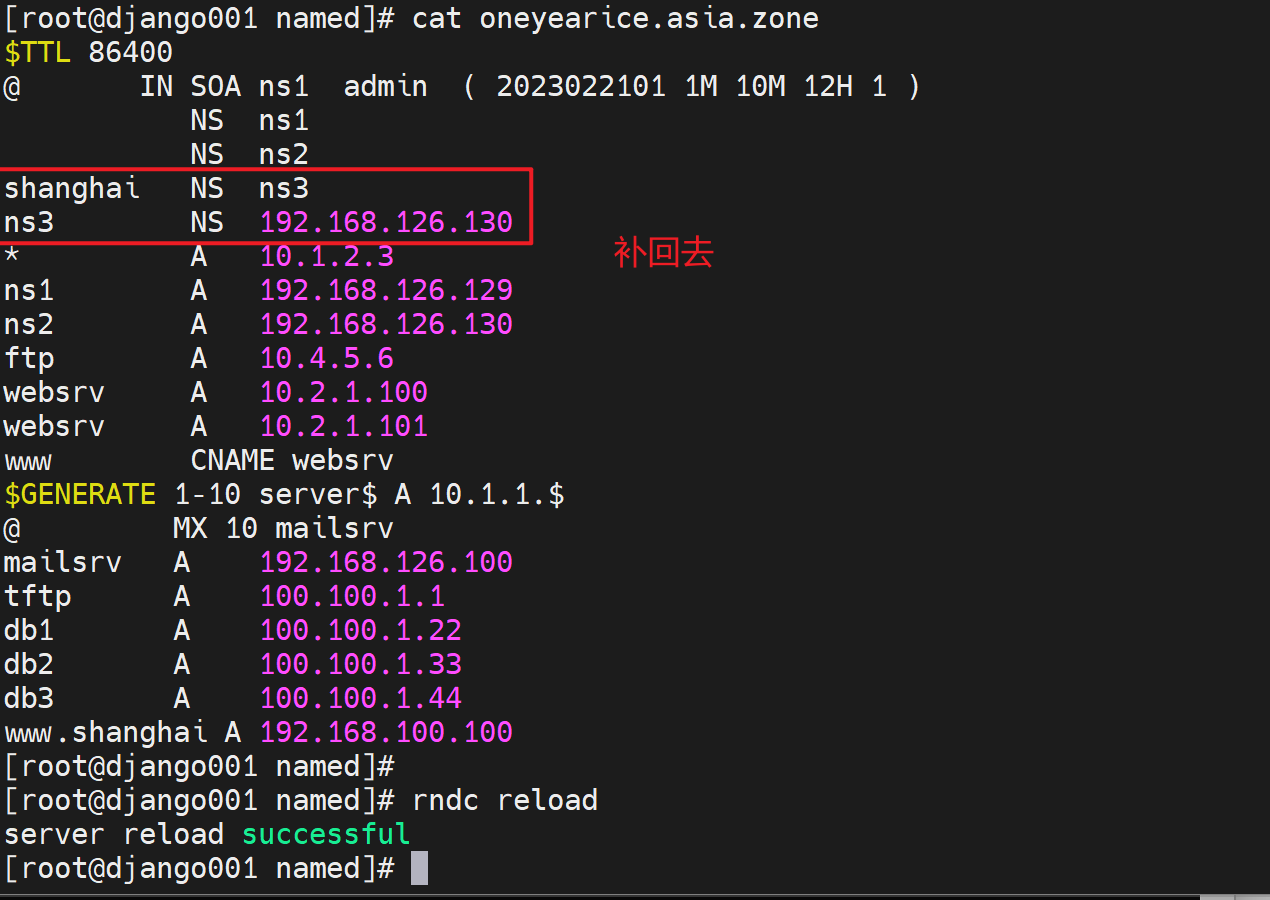 [root@django001 named]# cat oneyearice.asia.zone
$TTL 86400
@ IN SOA ns1 admin ( 2023022101 1M 10M 12H 1 )
NS ns1
NS ns2
shanghai NS ns3
ns3 NS 192.168.126.130
* A 10.1.2.3
补回去
ns1 A 192.168.126.129
ns2 A 192.168.126.130
ftp A 10.4.5.6
websrv A 10.2.1.100
websrv A 10.2.1.101
www CNAME websrv
$GENERATE 1-10 server$ A 10.1.1.$
@ MX 10 mailsrv
mailsrv A 192.168.126.100
tftp A 100.100.1.1
db1 A 100.100.1.22
db2 A 100.100.1.33
db3 A 100.100.1.44
www.shanghai A 192.168.100.100
[root@django001 named]#
[root@django001 named]# rndc reload
server reload successful
[root@django001 named]#